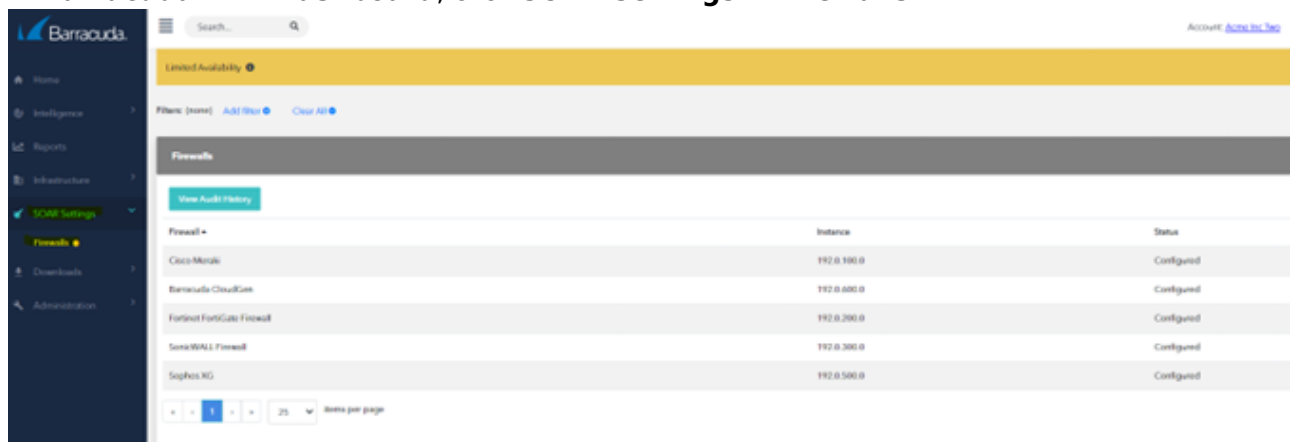 Barracuda.
Search...
Account: Acme Inc Two
Limited Availability
Home
Intelligence
Reports
Infrastructure
SOAR Settings
Firewalls
Downloads
Administration
Filters: (none) Add filter Clear All
Firewalls
View Audit History
Firewall Instance Status
Cisco Meraki 192.0.100.0 Configured
Barracuda CloudGen 192.0.600.0 Configured
Fortinet FortiGate Firewall 192.0.200.0 Configured
SonicWALL Firewall 192.0.300.0 Configured
Sophos XG 192.0.500.0 Configured
« ‹ 1 › » 25 items per page